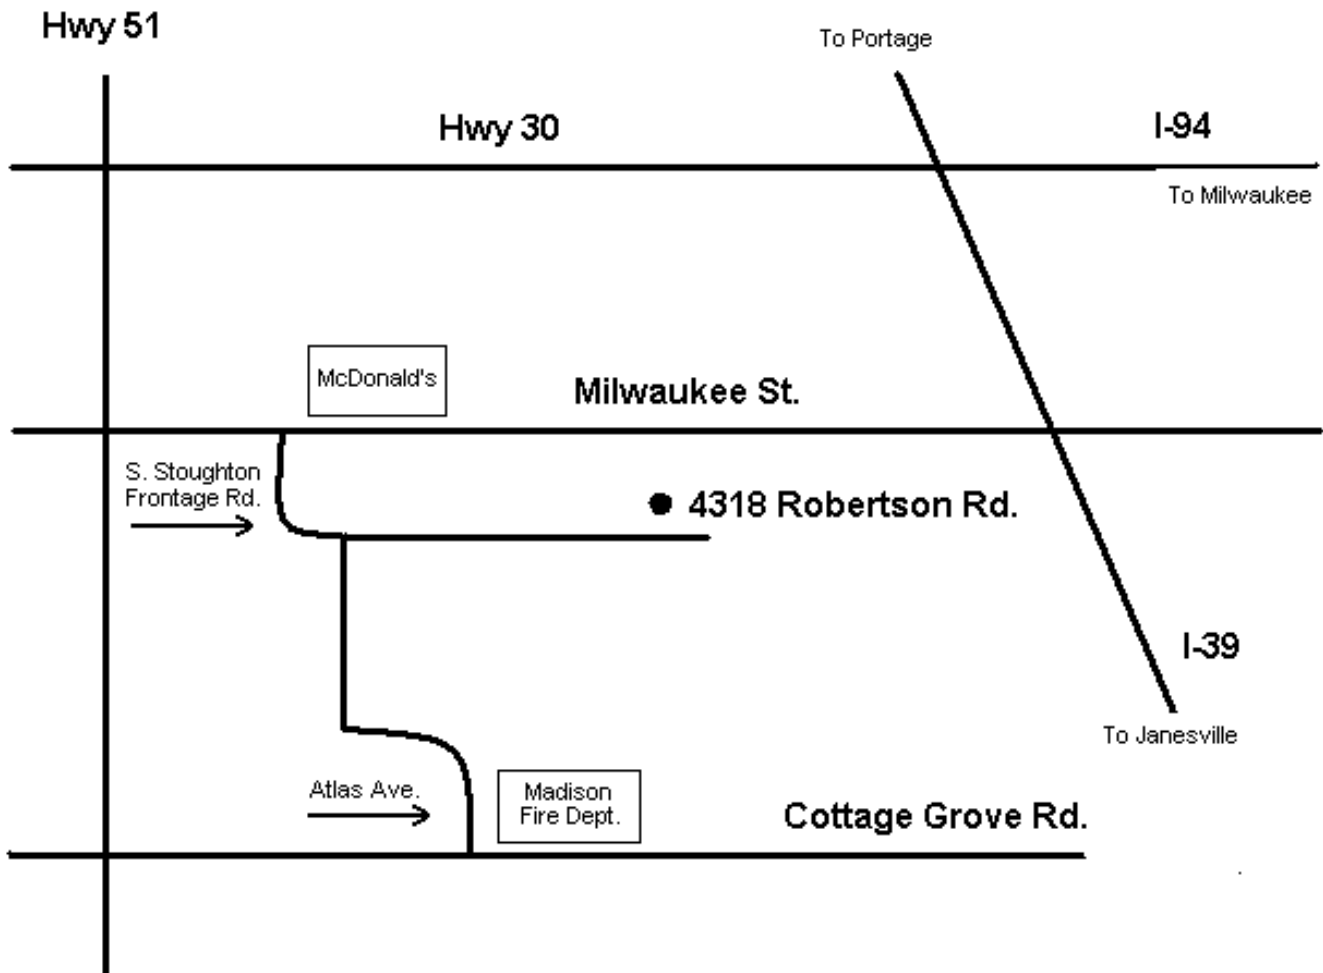 Hwy 51
To Portage
Hwy 30
I-94
To Milwaukee
McDonald's
Milwaukee St.
S. Stoughton
Frontage Rd.
4318 Robertson Rd.
I-39
To Janesville
Atlas Ave.
Madison
Fire Dept.
Cottage Grove Rd.